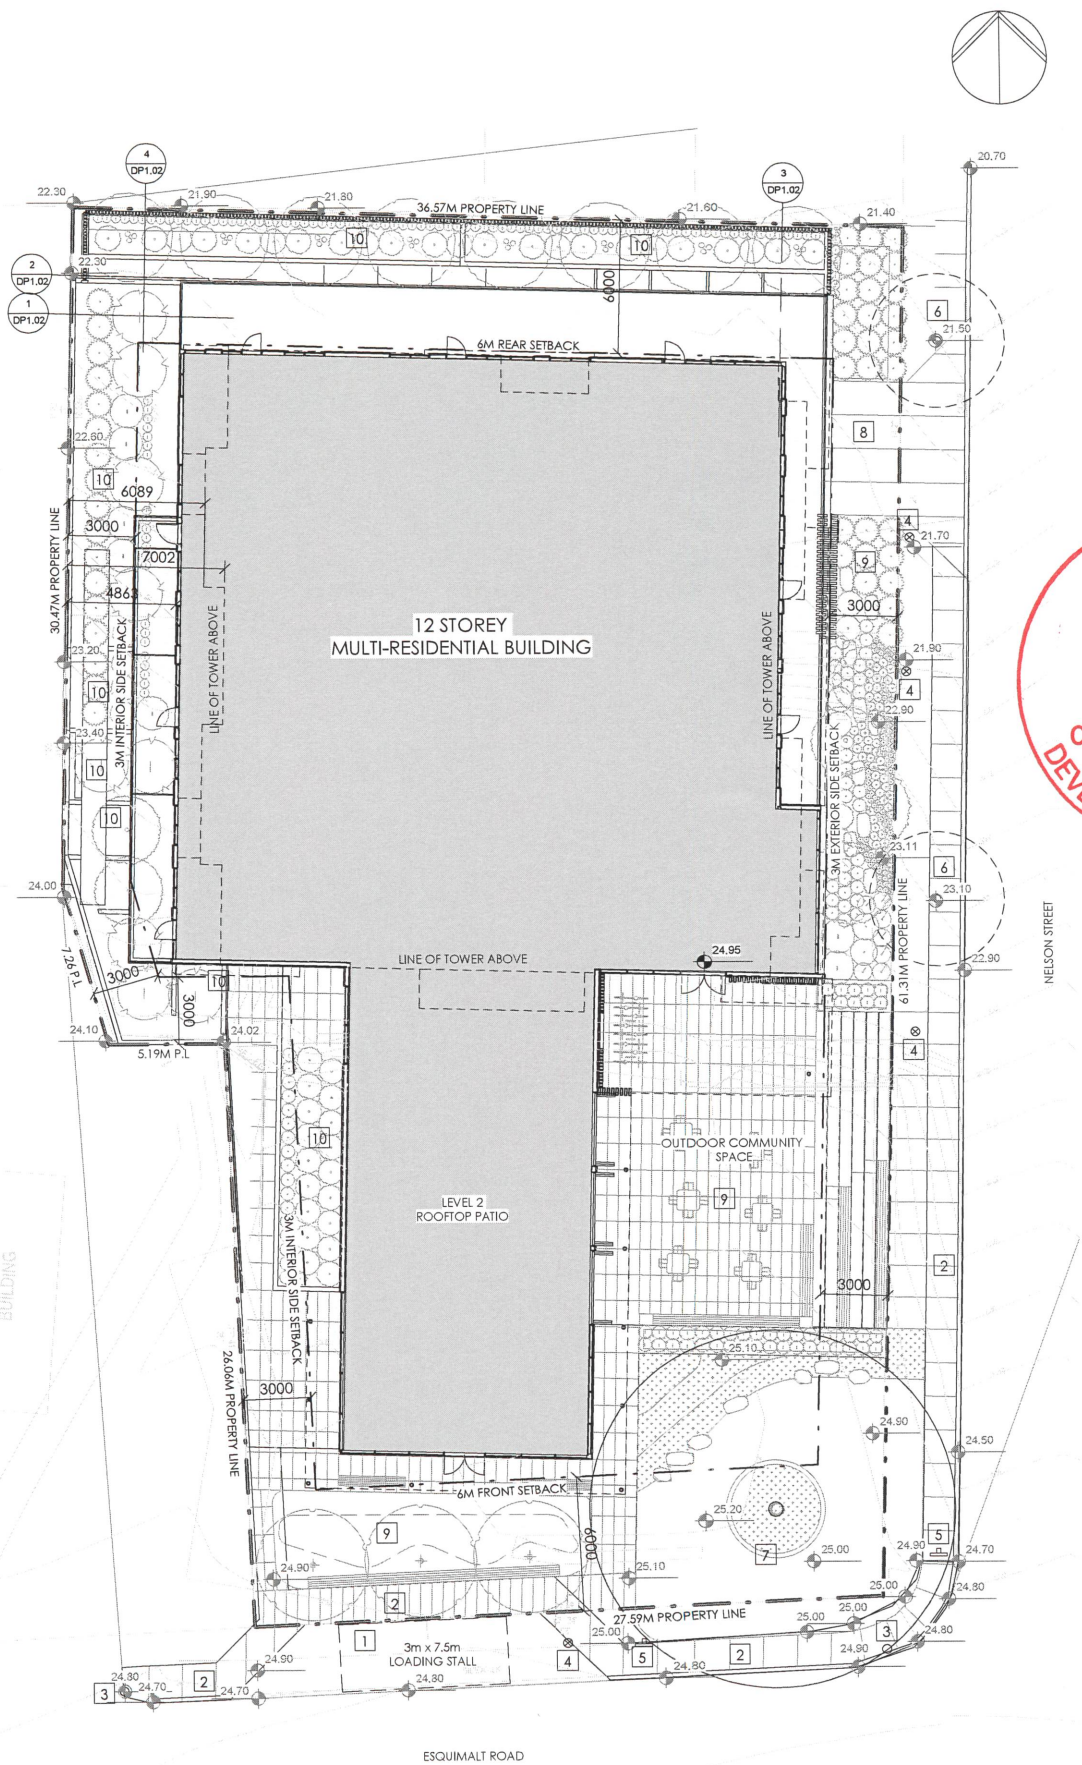 4
DP1.02
3
DP1.02
20.70
22.30
21.90
21.80
36.57M PROPERTY LINE
21.60
21.40
10
10
2
DP1.02
22.30
6000
1
DP1.02
6
21.50
6M REAR SETBACK
8
22.60
10
6089
4
3000
21.70
30.47M PROPERTY LINE
7002
9
4863
3000
12 STOREY
MULTI-RESIDENTIAL BUILDING
LINE OF TOWER ABOVE
LINE OF TOWER ABOVE
3M INTERIOR SIDE SETBACK
23.20
21.90
10
4
22.90
23.40
10
3M EXTERIOR SIDE SETBACK
DEV
10
23.11
6
24.00
23.10
61.31M PROPERTY LINE
NELSON STREET
24.95
LINE OF TOWER ABOVE
22.90
7.26 P.L
3000
10
3000
24.10
24.02
4
5.19M P.L
10
OUTDOOR COMMUNITY
SPACE
9
LEVEL 2
ROOFTOP PATIO
3M INTERIOR SIDE SETBACK
BUILDING
2
3000
26.06M PROPERTY LINE
25.10
3000
24.90
24.50
6M FRONT SETBACK
25.20
9
6000
5
7
25.00
24.90
24.70
24.90
25.10
25.00
24.80
2
27.59M PROPERTY LINE
25.00
25.00
1
25.00
3
24.80
3m x 7.5m
LOADING STALL
4
5
2
24.90
24.90
24.80
2
24.80
24.80
3
24.70
24.70
ESQUIMALT ROAD